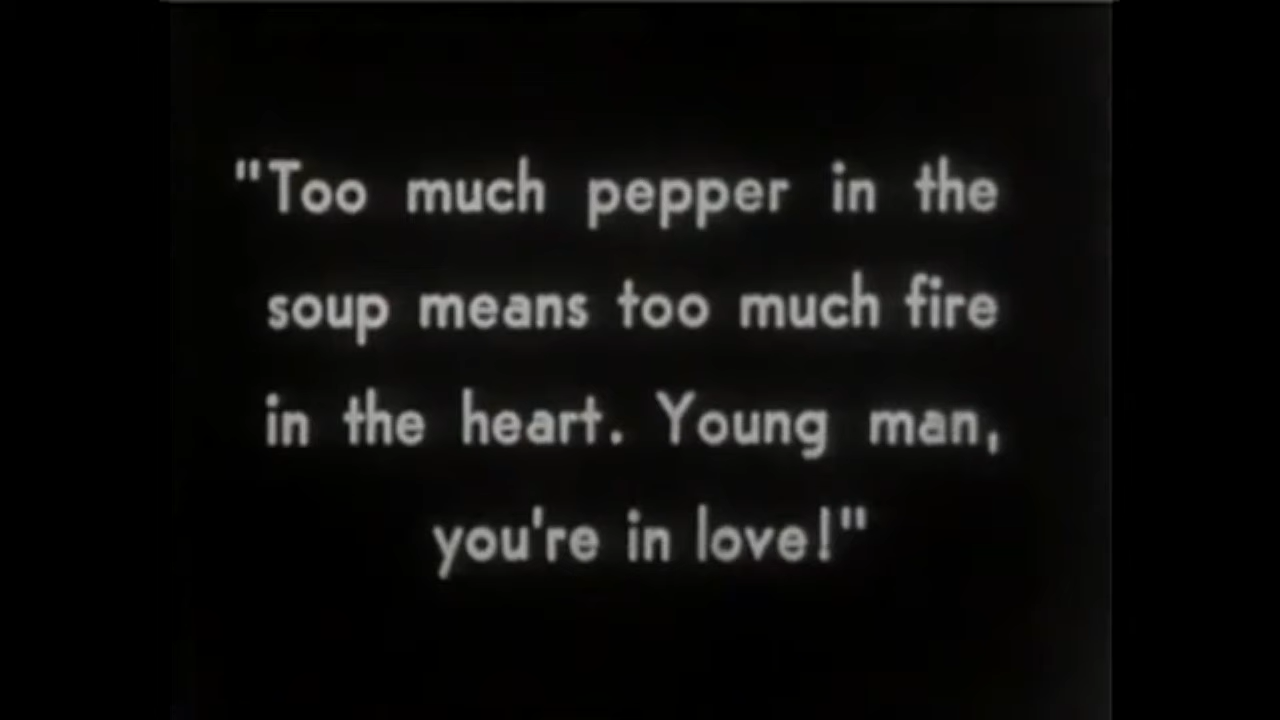 "Too much pepper in the
soup means too much fire
in the heart. Young man,
you're in love!"